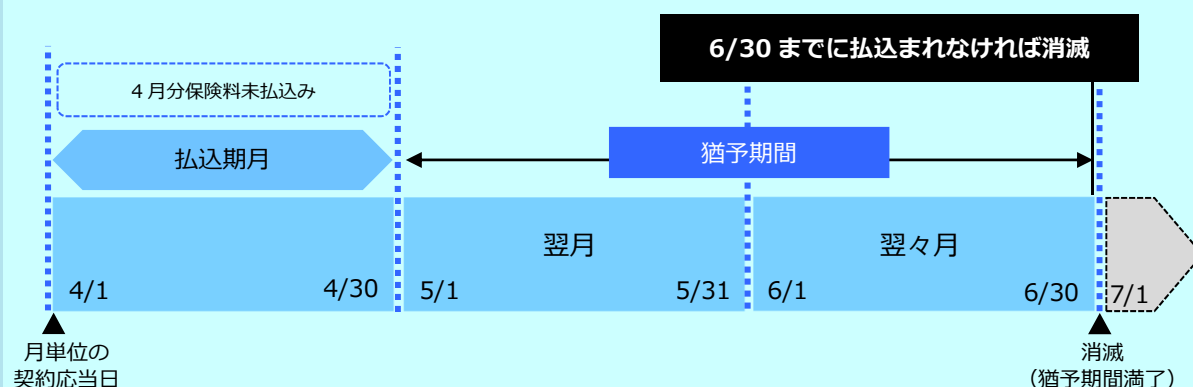 6/30 までに払込まれなければ消滅
4 月分保険料未払込み
払込期月
猶予期間
翌月
翌々月
4/1
4/30
5/1
5/31
6/1
6/30
7/1
月単位の
契約応当日
消滅
（猶予期間満了）